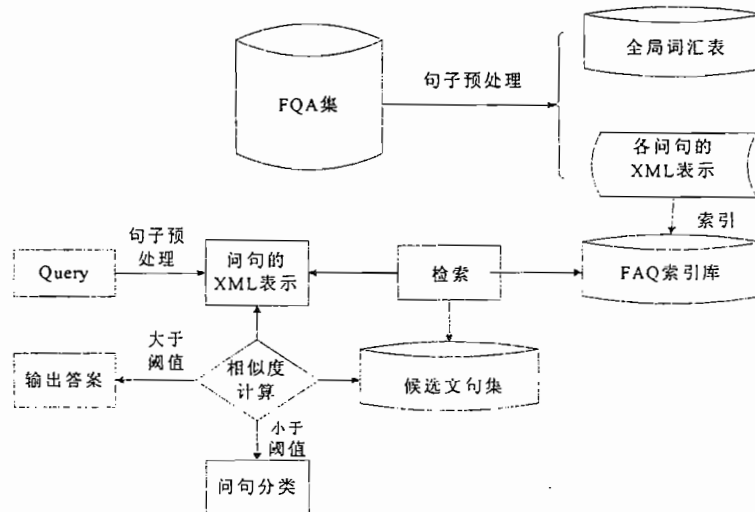 全局词汇表
句子预处理
FQA集
各问句的
XML表示
索引
句子预
处理
Query
问句的
XML表示
检索
FAQ索引库
大于
阈值
输出答案
相似度
计算
候选文句集
小于
阈值
问句分类